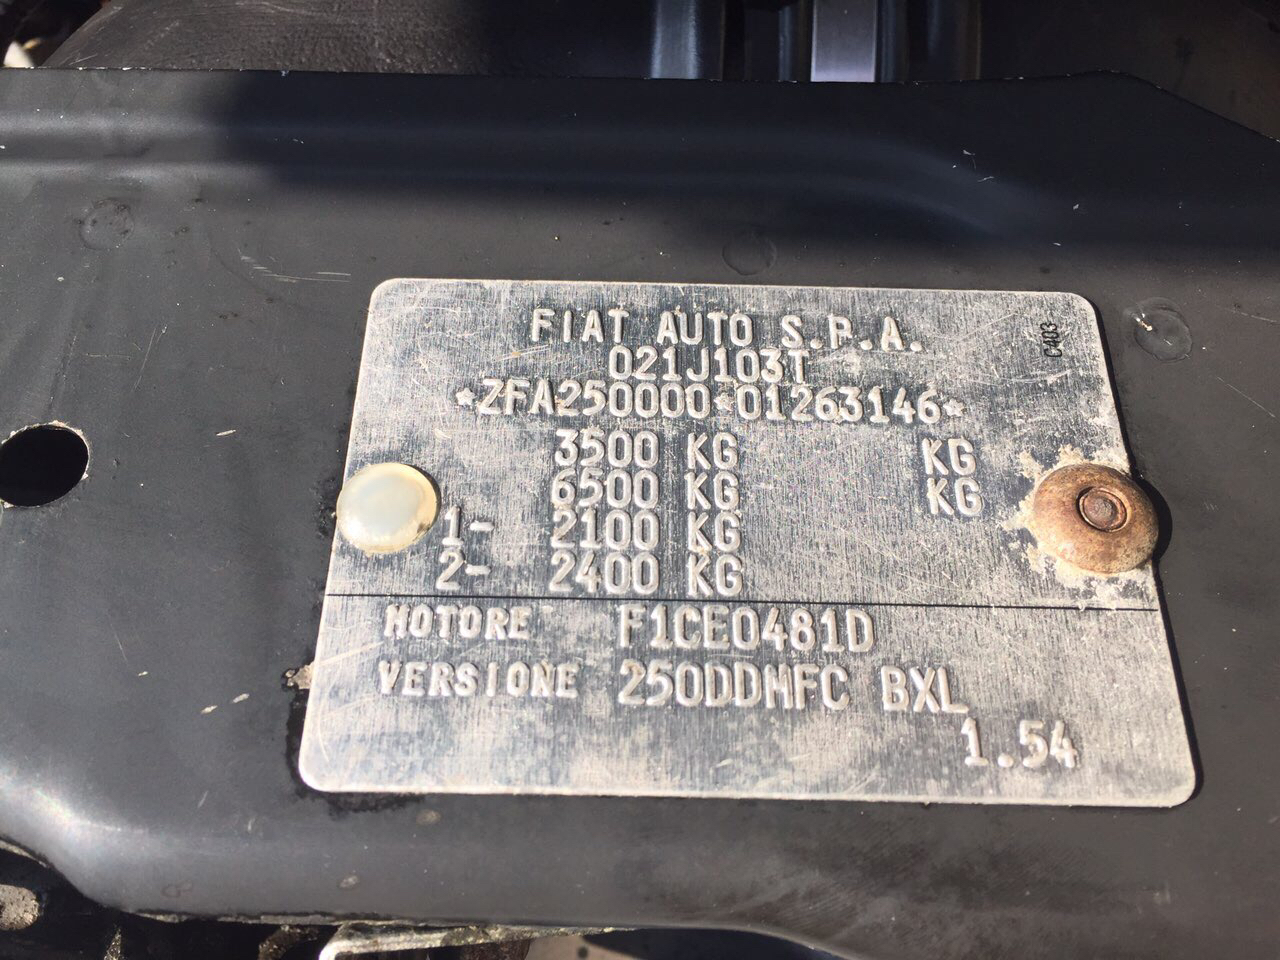 FIAT AUTO S.P.A.
021J103T
*ZFA250000*01263146*
3500 KG KG
6500 KG KG
1- 2100 KG
2- 2400 KG
MOTORE F1CE0481D
VERSIONE 250DDMFC BXL
1.54
C403